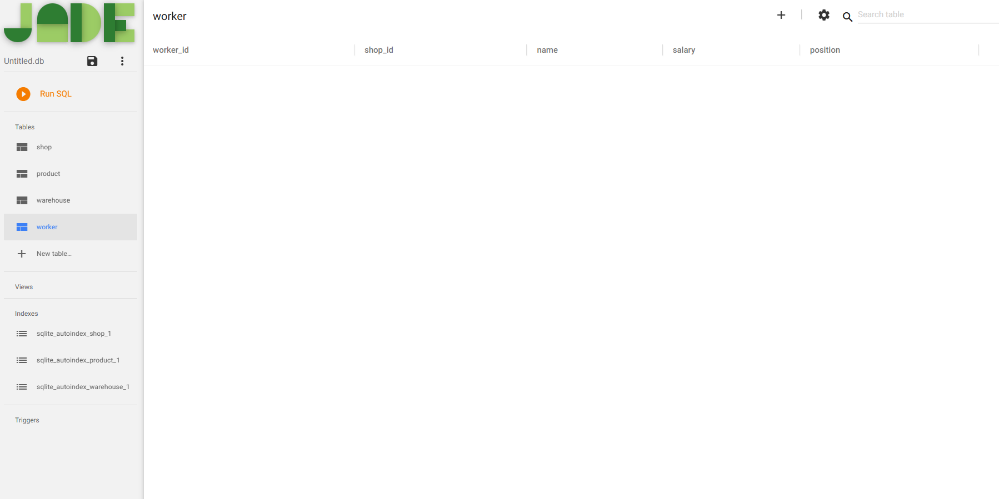 JADE
Untitled.db
Run SQL
Tables
shop
product
warehouse
worker
New table...
Views
Indexes
sqlite_autoindex_shop_1
sqlite_autoindex_product_1
sqlite_autoindex_warehouse_1
Triggers
worker
Search table
worker_id shop_id name salary position